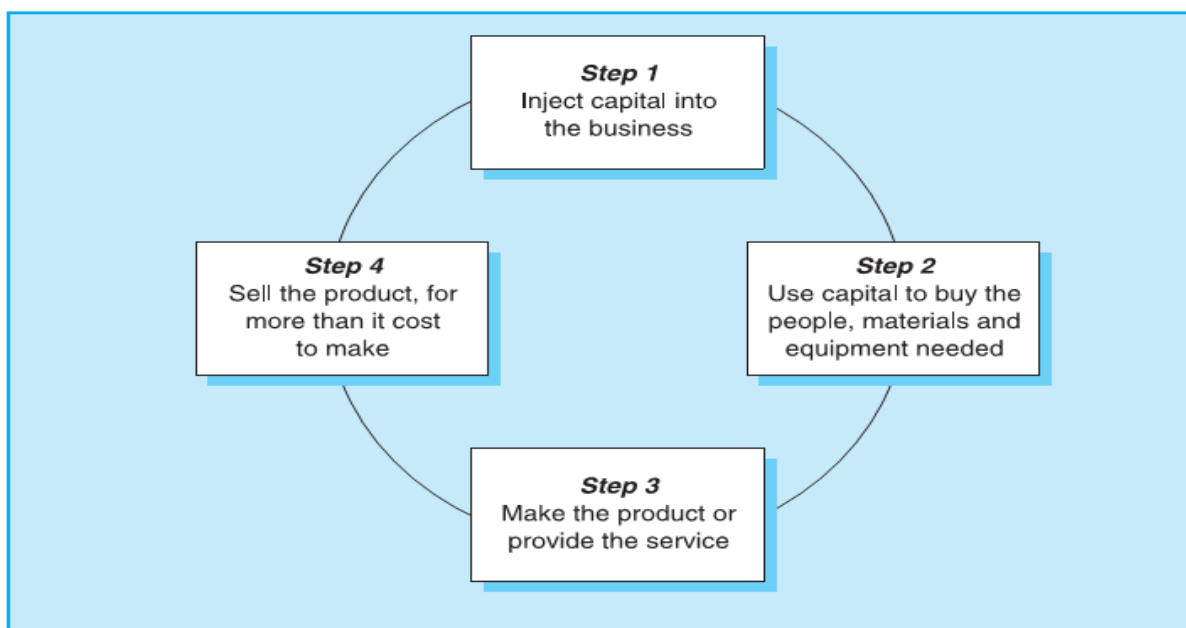 Step 1
Inject capital into
the business
Step 2
Use capital to buy the
people, materials and
equipment needed
Step 3
Make the product or
provide the service
Step 4
Sell the product, for
more than it cost
to make